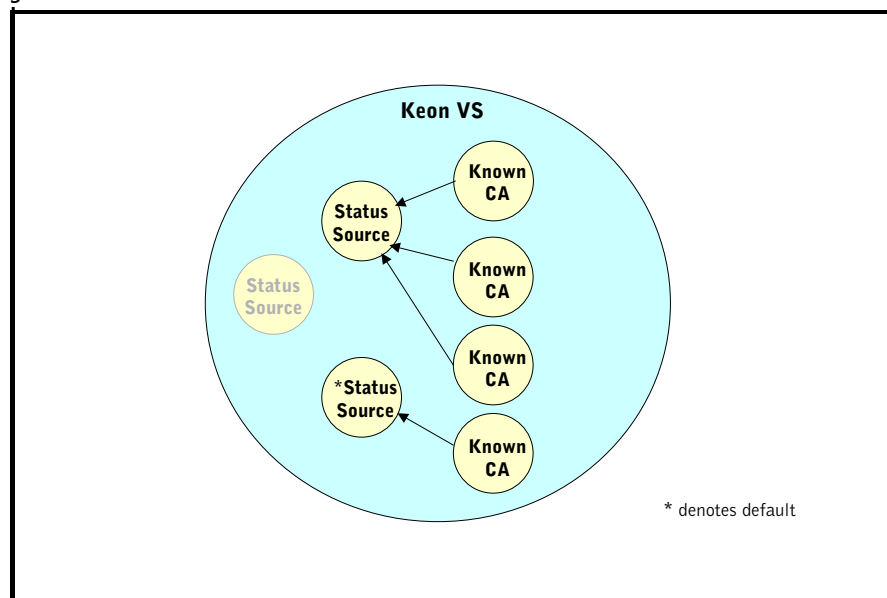 Keon VS
Known
CA
Status
Source
Known
CA
Status
Source
Known
CA
*Status
Source
Known
CA
* denotes default